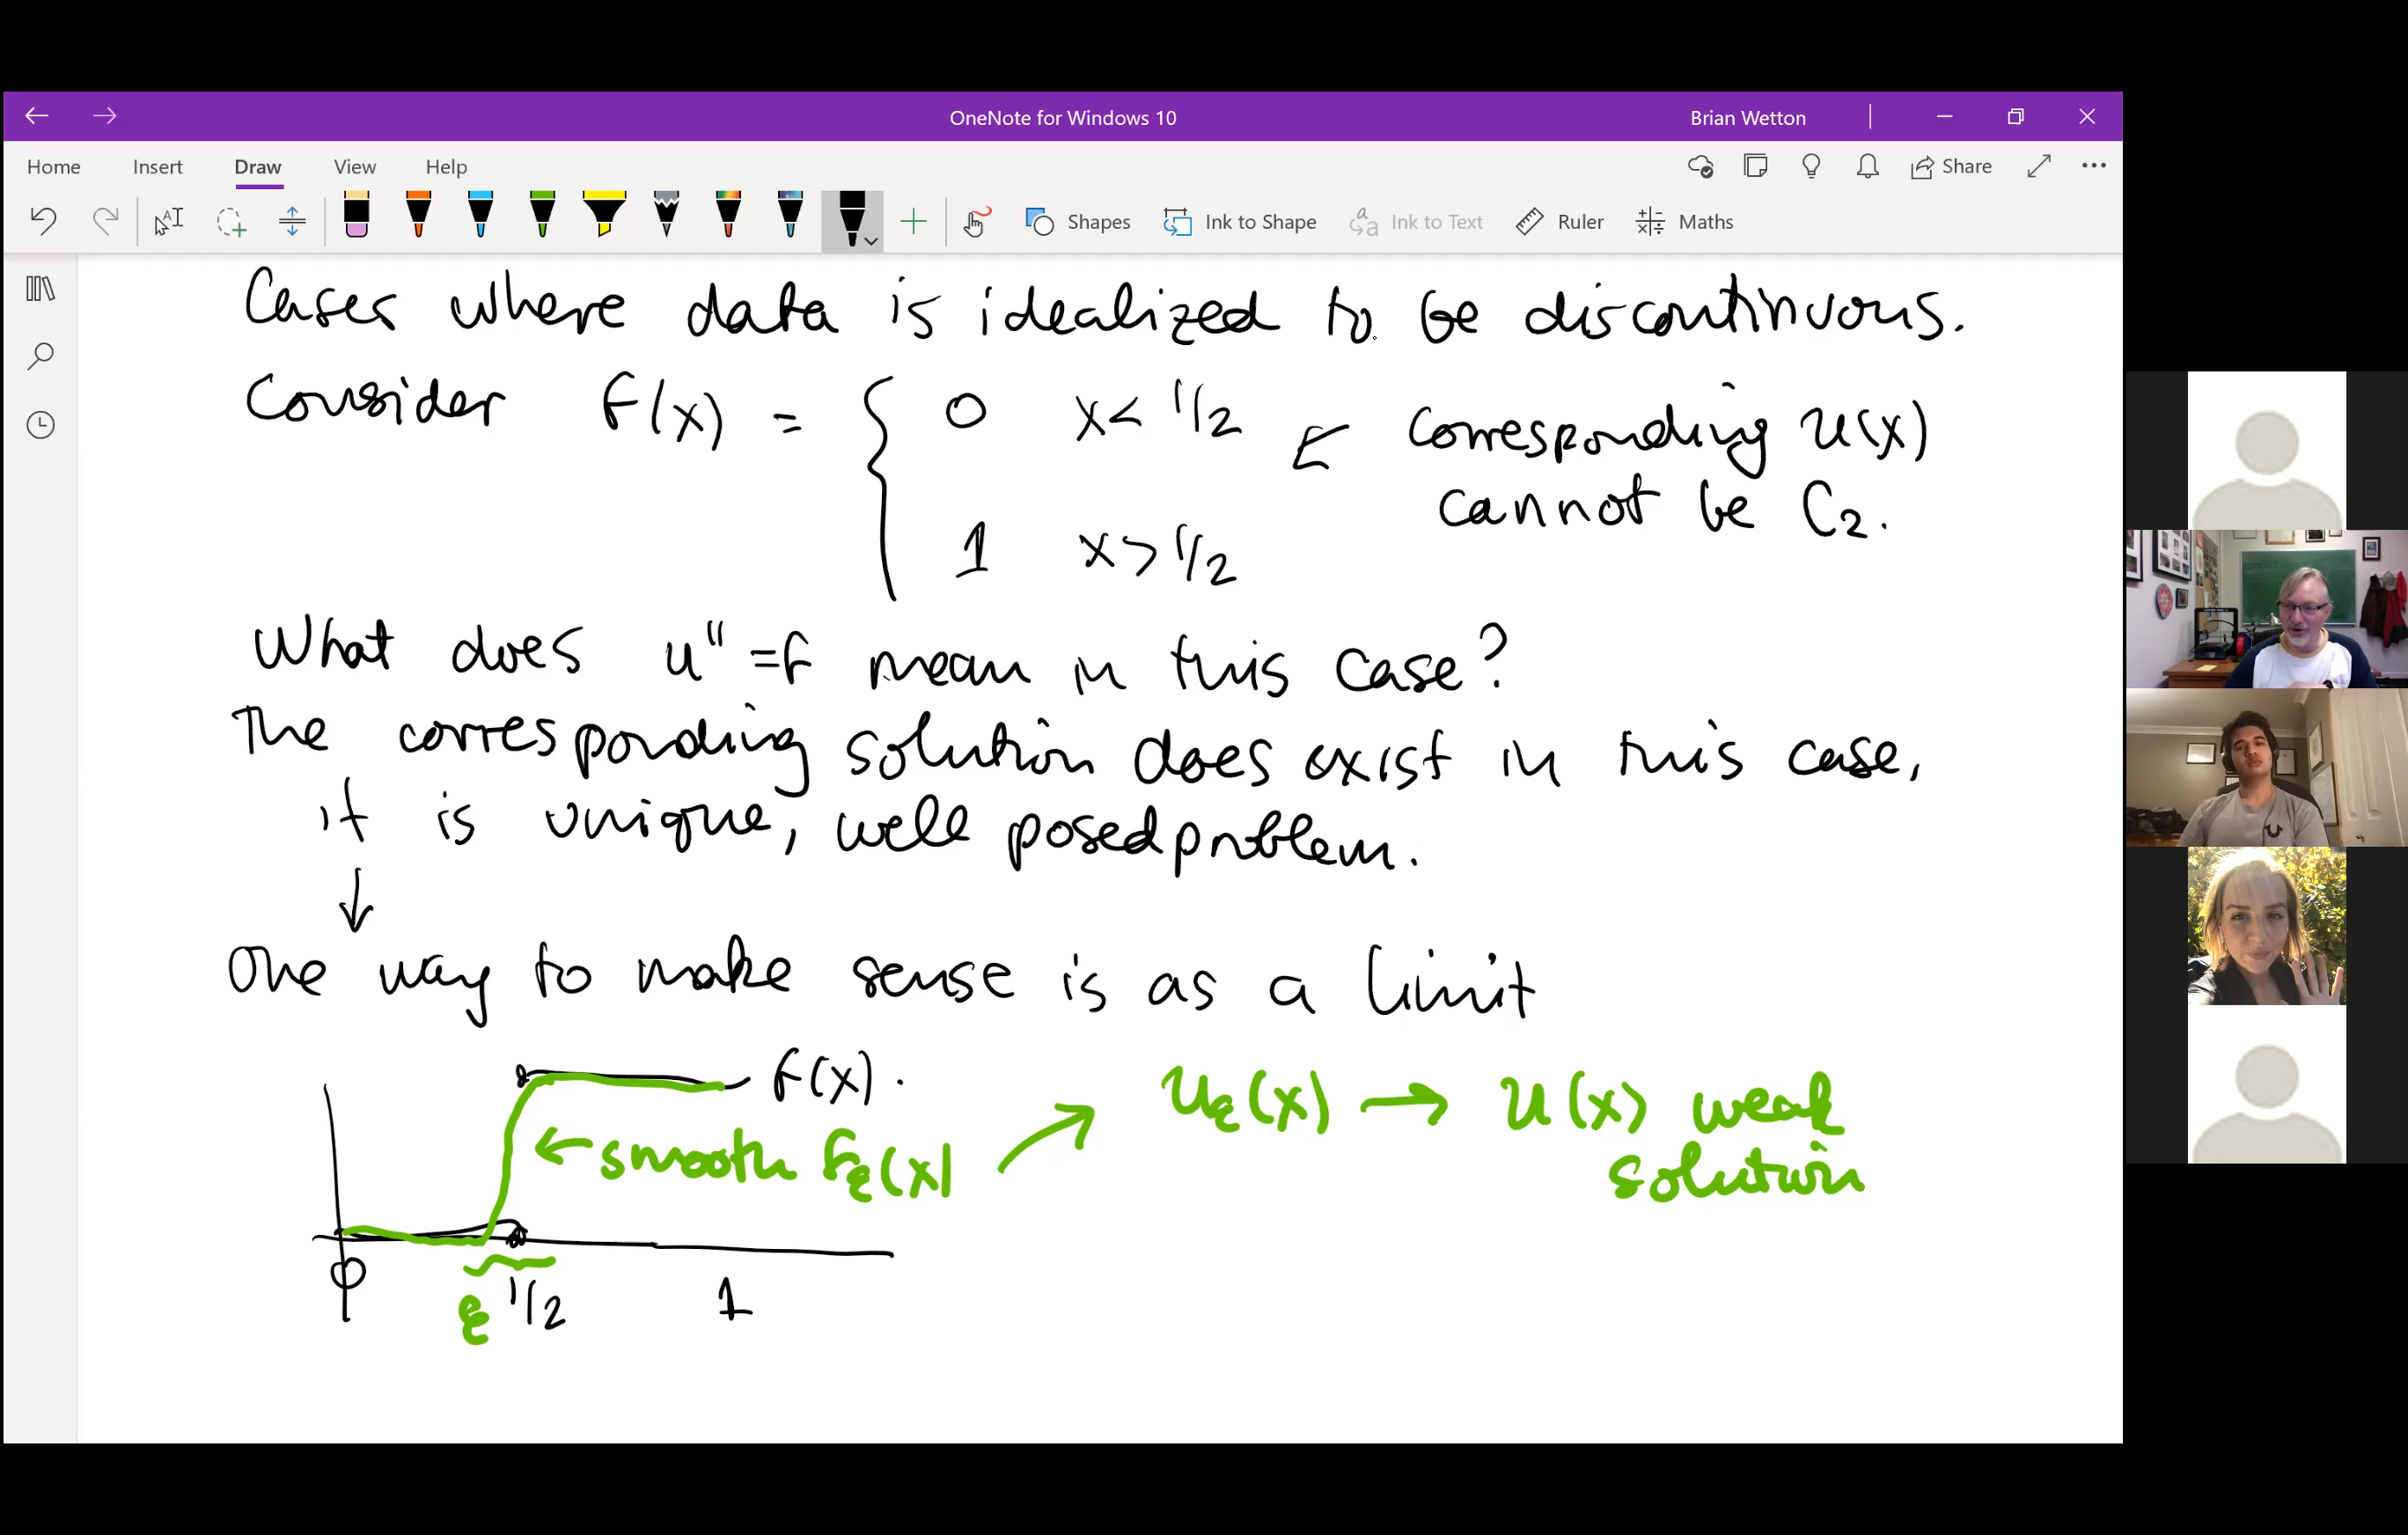 OneNote for Windows 10
Brian Wetton
Home Insert Draw View Help
Share
Shapes Ink to Shape Ink to Text Ruler Maths
Cases where data is idealized to be discontinuous.
Consider f(x) = { 0 x < 1/2 ← corresponding u(x)
cannot be C2.
1 x > 1/2
What does u" = f mean in this case?
The corresponding solution does exist in this case,
it is unique, well posed problem.
↓
One way to make sense is as a limit
f(x).
← smooth fε(x) ↗ uε(x) → u(x) weak
solution
0 ε 1/2 1